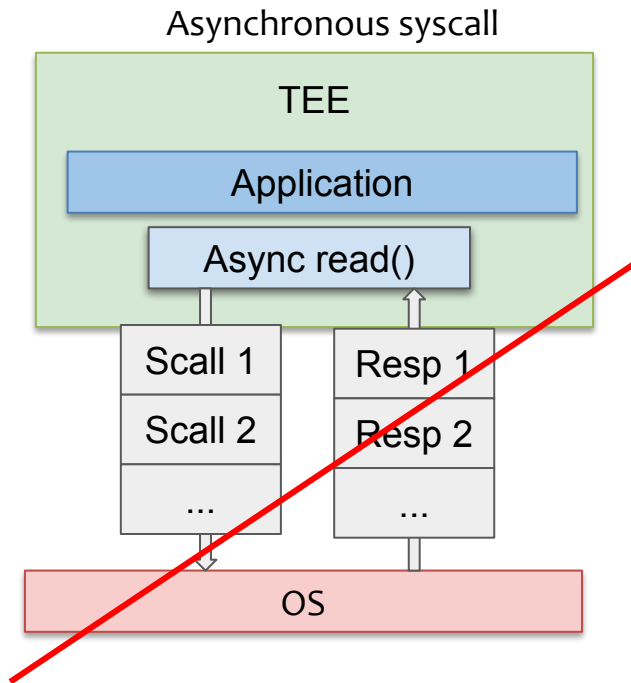 Asynchronous syscall
TEE
Application
Async read()
Scall 1
Scall 2
...
Resp 1
Resp 2
...
OS